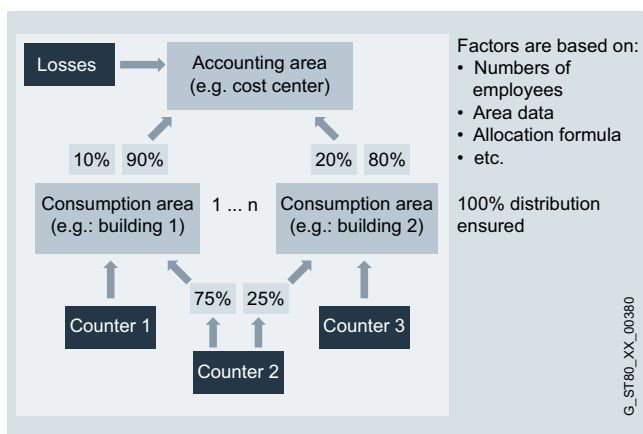 Losses
Accounting area
(e.g. cost center)
10%
90%
20%
80%
Consumption area
(e.g.: building 1)
1 ... n
Consumption area
(e.g.: building 2)
75%
25%
Counter 1
Counter 2
Counter 3
Factors are based on:
• Numbers of
employees
• Area data
• Allocation formula
• etc.
100% distribution
ensured
G_ST80_XX_00380